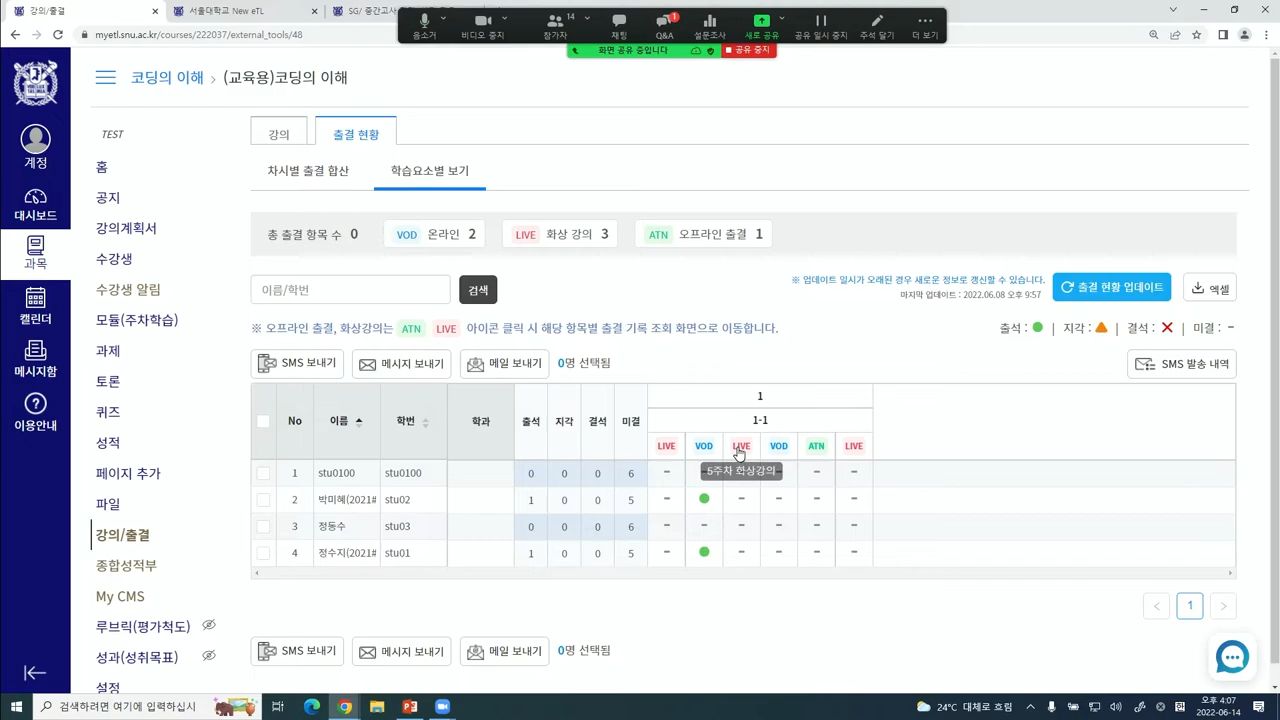 강의/출결
서울대학교 New eTL
SG/ 중간고사
음소거
비디오 중지
14
참가자
채팅
1
Q&A
설문조사
새로 공유
공유 일시 중지
주석 달기
더 보기
화면 공유 중입니다
공유 중지
myetl.snu.ac.kr/courses/222037/external_tools/48
계정
대시보드
과목
캘린더
메시지함
이용안내
코딩의 이해 › (교육용)코딩의 이해
TEST
홈
공지
강의계획서
수강생
수강생 알림
모듈(주차학습)
과제
토론
퀴즈
성적
페이지 추가
파일
강의/출결
종합성적부
My CMS
루브릭(평가척도)
성과(성취목표)
설정
강의
출결 현황
차시별 출결 합산
학습요소별 보기
총 출결 항목 수 0
VOD 온라인 2
LIVE 화상 강의 3
ATN 오프라인 출결 1
이름/학번
검색
※ 업데이트 일시가 오래된 경우 새로운 정보로 갱신할 수 있습니다.
마지막 업데이트 : 2022.06.08 오후 9:57
출결 현황 업데이트
엑셀
※ 오프라인 출결, 화상강의는 ATN LIVE 아이콘 클릭 시 해당 항목별 출결 기록 조회 화면으로 이동합니다.
출석 : | 지각 : | 결석 : | 미결 : −
SMS 보내기
메시지 보내기
메일 보내기
0명 선택됨
SMS 발송 내역
No 이름 학번 학과 출석 지각 결석 미결
1
1-1
LIVE VOD LIVE VOD ATN LIVE
5주차 화상강의
1 stu0100 stu0100 0 0 0 6 − − −
2 박미혜(2021# stu02 1 0 0 5 − − − − −
3 정동수 stu03 0 0 0 6 − − − − − −
4 정수지(2021# stu01 1 0 0 5 − − − − −
< 1 >
SMS 보내기
메시지 보내기
메일 보내기
0명 선택됨
검색하려면 여기에 입력하십시
24°C 대체로 흐림
오후 4:07
2022-06-14